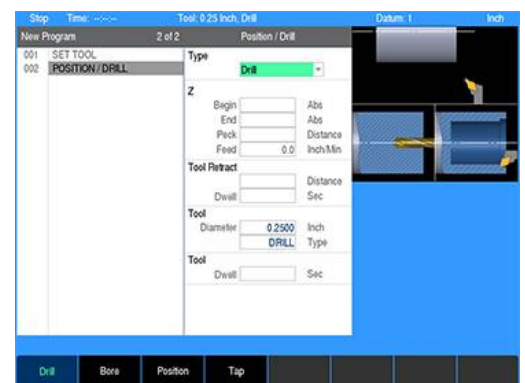 Stop Time: --:--:-- Tool: 0.25 Inch, Drill Datum: 1 Inch
New Program 2 of 2 Position / Drill
001 SET TOOL
002 POSITION / DRILL
Type
Drill
Z
Begin Abs
End Abs
Peck Distance
Feed 0.0 Inch/Min
Tool Retract
Distance
Dwell Sec
Tool
Diameter 0.2500 Inch
DRILL Type
Tool
Dwell Sec
Drill Bore Position Tap